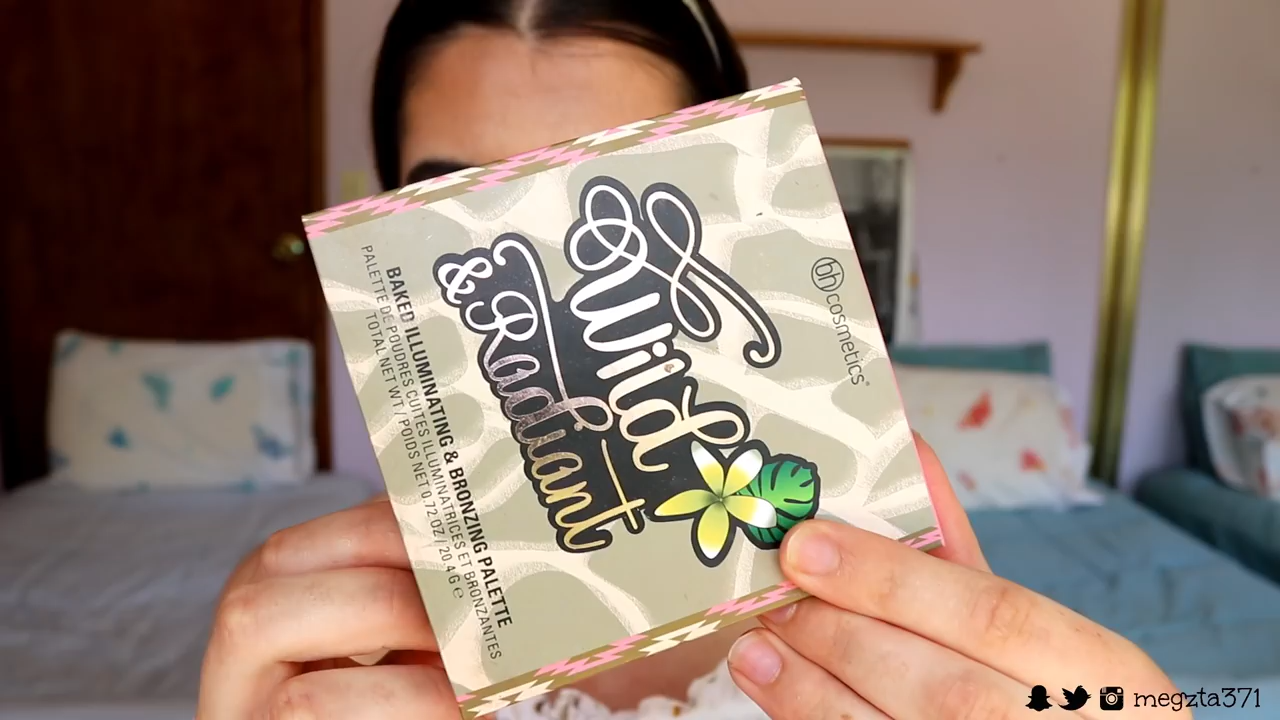 bh cosmetics®
Wild
& Radiant
BAKED ILLUMINATING & BRONZING PALETTE
PALETTE DE POUDRES CUITES ILLUMINATRICES ET BRONZANTES
TOTAL NET WT / POIDS NET 0.72 OZ / 20.4 G e
megzta371